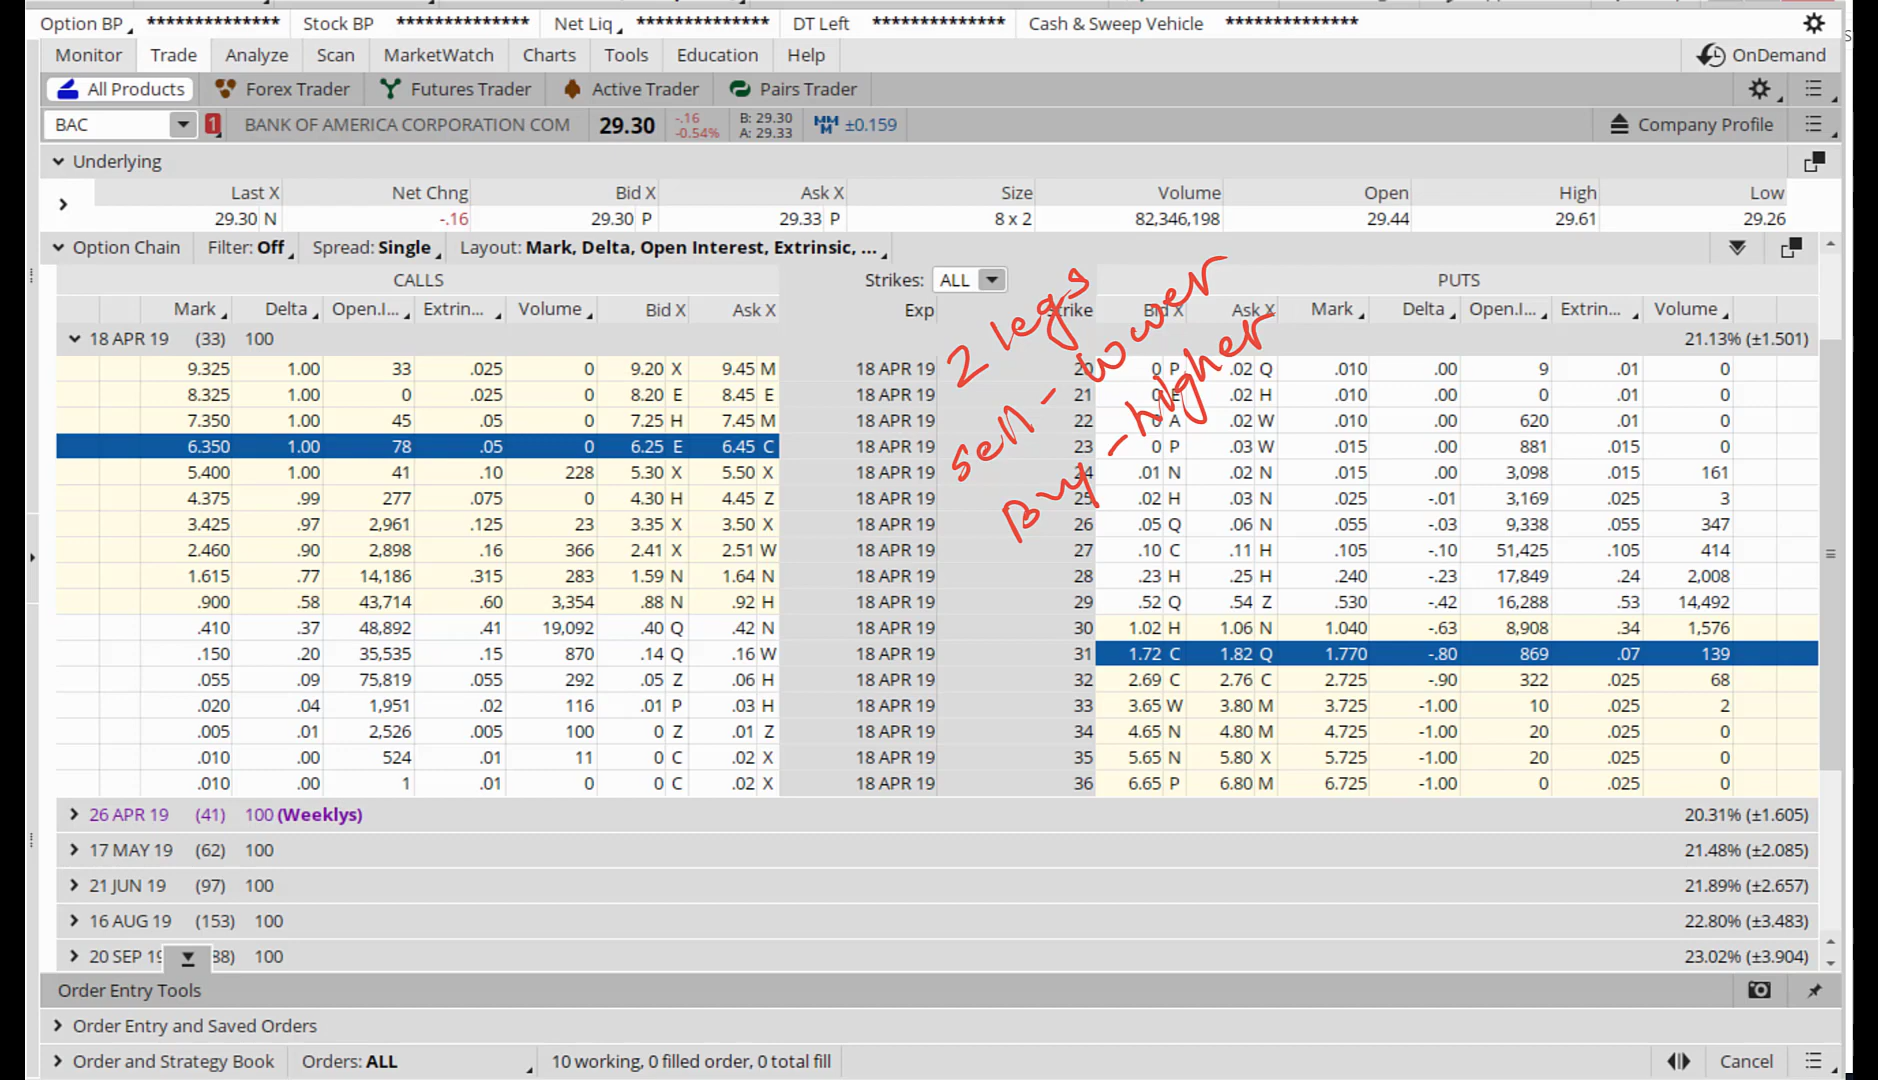 Option BP ************** Stock BP ************** Net Liq ************** DT Left ************** Cash & Sweep Vehicle **************
Monitor Trade Analyze Scan MarketWatch Charts Tools Education Help OnDemand
All Products Forex Trader Futures Trader Active Trader Pairs Trader
BAC 1 BANK OF AMERICA CORPORATION COM 29.30 -.16 -0.54% B: 29.30 A: 29.33 MMM ±0.159 Company Profile
Underlying
Last X Net Chng Bid X Ask X Size Volume Open High Low
29.30 N -.16 29.30 P 29.33 P 8 x 2 82,346,198 29.44 29.61 29.26
Option Chain Filter: Off Spread: Single Layout: Mark, Delta, Open Interest, Extrinsic, ...
CALLS Strikes: ALL PUTS
Mark Delta Open.I... Extrin... Volume Bid X Ask X Exp Strike Bid X Ask X Mark Delta Open.I... Extrin... Volume
18 APR 19 (33) 100 21.13% (±1.501)
9.325 1.00 33 .025 0 9.20 X 9.45 M 18 APR 19 20 0 P .02 Q .010 .00 9 .01 0
8.325 1.00 0 .025 0 8.20 E 8.45 E 18 APR 19 21 0 E .02 H .010 .00 0 .01 0
7.350 1.00 45 .05 0 7.25 H 7.45 M 18 APR 19 22 0 A .02 W .010 .00 620 .01 0
6.350 1.00 78 .05 0 6.25 E 6.45 C 18 APR 19 23 0 P .03 W .015 .00 881 .015 0
5.400 1.00 41 .10 228 5.30 X 5.50 X 18 APR 19 24 .01 N .02 N .015 .00 3,098 .015 161
4.375 .99 277 .075 0 4.30 H 4.45 Z 18 APR 19 25 .02 H .03 N .025 -.01 3,169 .025 3
3.425 .97 2,961 .125 23 3.35 X 3.50 X 18 APR 19 26 .05 Q .06 N .055 -.03 9,338 .055 347
2.460 .90 2,898 .16 366 2.41 X 2.51 W 18 APR 19 27 .10 C .11 H .105 -.10 51,425 .105 414
1.615 .77 14,186 .315 283 1.59 N 1.64 N 18 APR 19 28 .23 H .25 H .240 -.23 17,849 .24 2,008
.900 .58 43,714 .60 3,354 .88 N .92 H 18 APR 19 29 .52 Q .54 Z .530 -.42 16,288 .53 14,492
.410 .37 48,892 .41 19,092 .40 Q .42 N 18 APR 19 30 1.02 H 1.06 N 1.040 -.63 8,908 .34 1,576
.150 .20 35,535 .15 870 .14 Q .16 W 18 APR 19 31 1.72 C 1.82 Q 1.770 -.80 869 .07 139
.055 .09 75,819 .055 292 .05 Z .06 H 18 APR 19 32 2.69 C 2.76 C 2.725 -.90 322 .025 68
.020 .04 1,951 .02 116 .01 P .03 H 18 APR 19 33 3.65 W 3.80 M 3.725 -1.00 10 .025 2
.005 .01 2,526 .005 100 0 Z .01 Z 18 APR 19 34 4.65 N 4.80 M 4.725 -1.00 20 .025 0
.010 .00 524 .01 11 0 C .02 X 18 APR 19 35 5.65 N 5.80 X 5.725 -1.00 20 .025 0
.010 .00 1 .01 0 0 C .02 X 18 APR 19 36 6.65 P 6.80 M 6.725 -1.00 0 .025 0
2 legs
sell - lower
Buy - higher
26 APR 19 (41) 100 (Weeklys) 20.31% (±1.605)
17 MAY 19 (62) 100 21.48% (±2.085)
21 JUN 19 (97) 100 21.89% (±2.657)
16 AUG 19 (153) 100 22.80% (±3.483)
20 SEP 19 88) 100 23.02% (±3.904)
Order Entry Tools
Order Entry and Saved Orders
Order and Strategy Book Orders: ALL 10 working, 0 filled order, 0 total fill Cancel